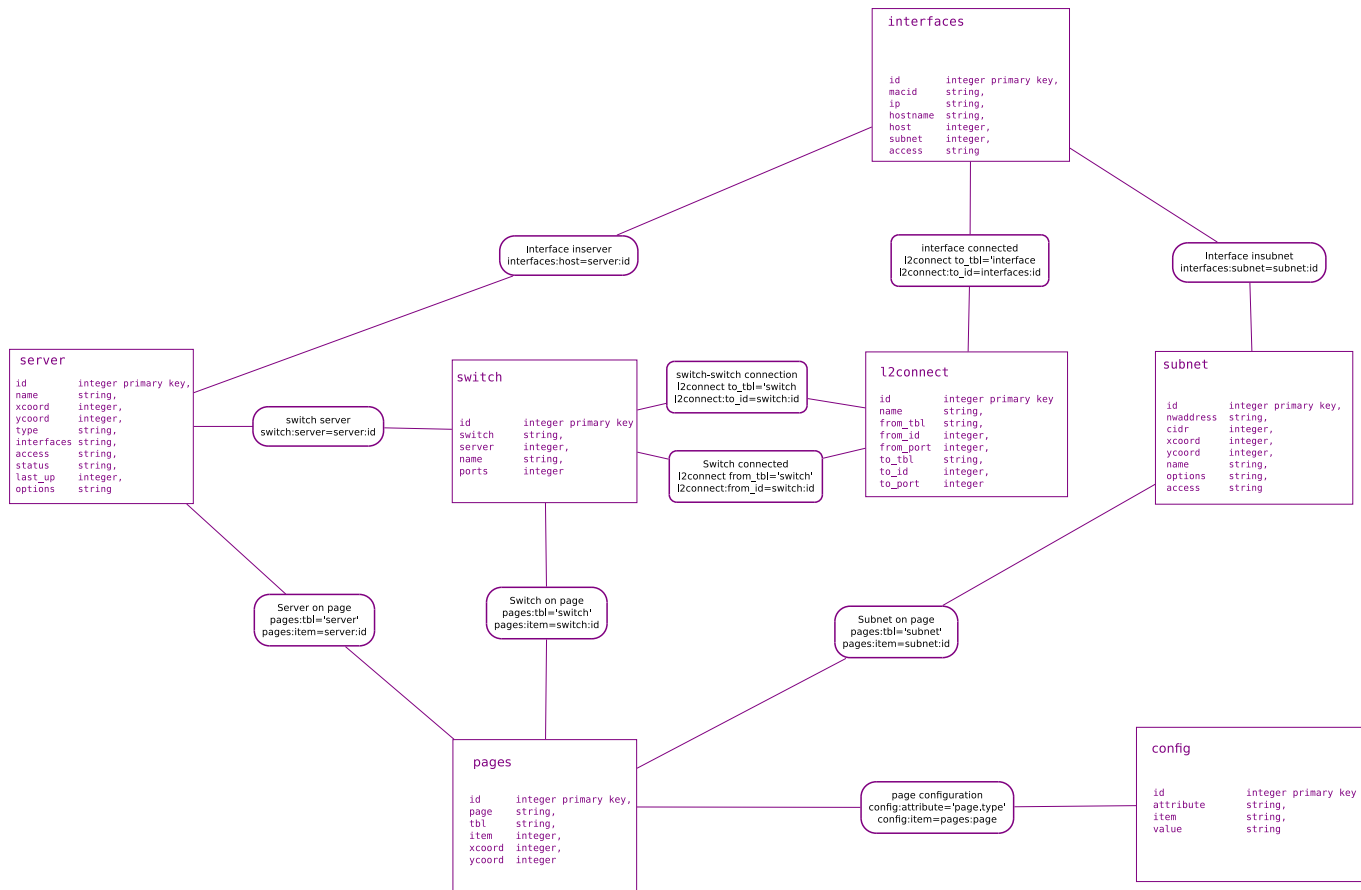 interfaces
id integer primary key,
macid string,
ip string,
hostname string,
host integer,
subnet integer,
access string
Interface inserver
interfaces:host=server:id
interface connected
l2connect to_tbl='interface
l2connect:to_id=interfaces:id
Interface insubnet
interfaces:subnet=subnet:id
server
id integer primary key,
name string,
xcoord integer,
ycoord integer,
type string,
interfaces string,
access string,
status string,
last_up integer,
options string
switch server
switch:server=server:id
switch
id integer primary key
switch string,
server integer,
name string,
ports integer
switch-switch connection
l2connect to_tbl='switch
l2connect:to_id=switch:id
Switch connected
l2connect from_tbl='switch'
l2connect:from_id=switch:id
l2connect
id integer primary key
name string,
from_tbl string,
from_id integer,
from_port integer,
to_tbl string,
to_id integer,
to_port integer
subnet
id integer primary key,
nwaddress string,
cidr integer,
xcoord integer,
ycoord integer,
name string,
options string,
access string
Server on page
pages:tbl='server'
pages:item=server:id
Switch on page
pages:tbl='switch'
pages:item=switch:id
Subnet on page
pages:tbl='subnet'
pages:item=subnet:id
pages
id integer primary key,
page string,
tbl string,
item integer,
xcoord integer,
ycoord integer
page configuration
config:attribute='page.type'
config:item=pages:page
config
id integer primary key
attribute string,
item string,
value string